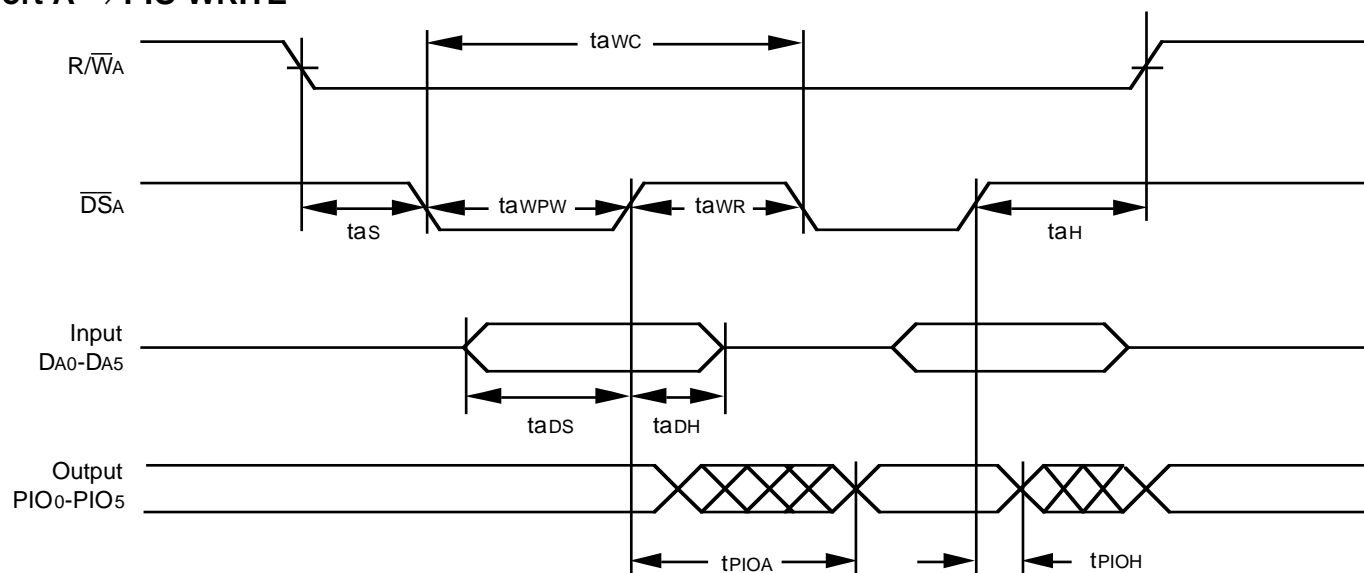 R/W̅A
taWC
D̅S̅A
taS
taWPW
taWR
taH
Input
DA0-DA5
taDS
taDH
Output
PIO0-PIO5
tPIOA
tPIOH